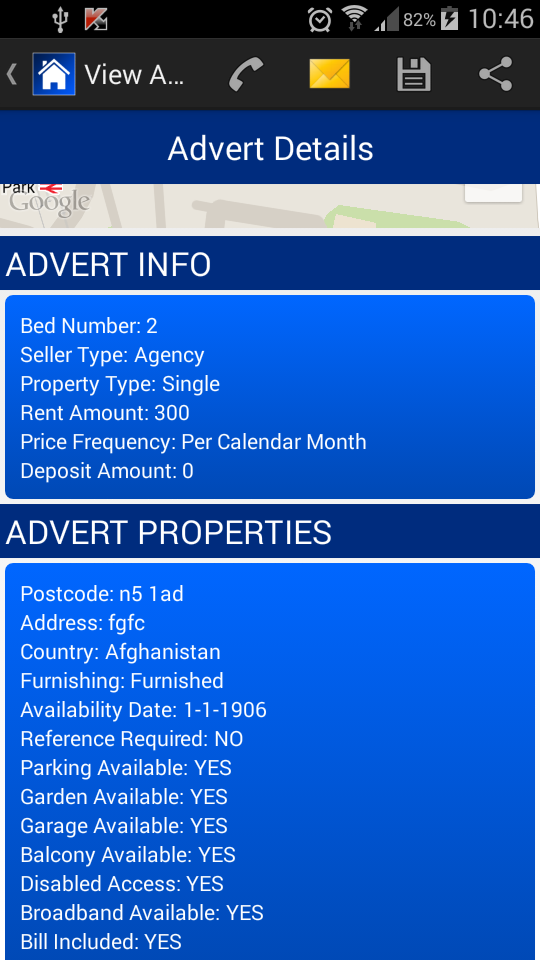 82% 10:46
View A...
Advert Details
Park
Google
ADVERT INFO
Bed Number: 2
Seller Type: Agency
Property Type: Single
Rent Amount: 300
Price Frequency: Per Calendar Month
Deposit Amount: 0
ADVERT PROPERTIES
Postcode: n5 1ad
Address: fgfc
Country: Afghanistan
Furnishing: Furnished
Availability Date: 1-1-1906
Reference Required: NO
Parking Available: YES
Garden Available: YES
Garage Available: YES
Balcony Available: YES
Disabled Access: YES
Broadband Available: YES
Bill Included: YES